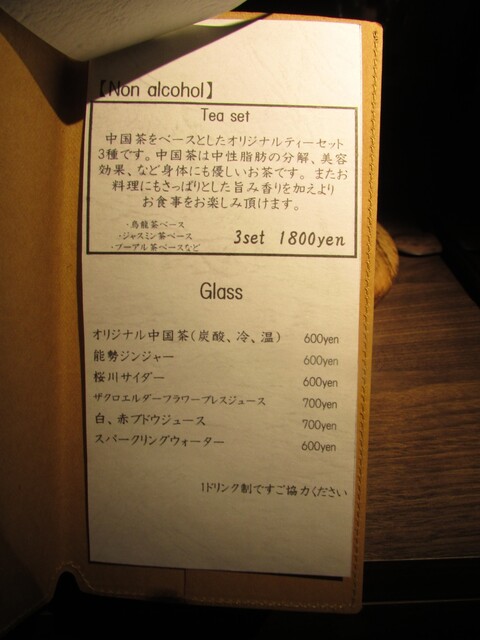 【Non alcohol】
Tea set
中国茶をベースとしたオリジナルティーセット
3種です。中国茶は中性脂肪の分解、美容
効果、など身体にも優しいお茶です。またお
料理にもさっぱりとした旨み香りを加えより
お食事をお楽しみ頂けます。
・烏龍茶ベース
・ジャスミン茶ベース
・プーアル茶ベースなど
3set 1800yen
Glass
オリジナル中国茶(炭酸、冷、温) 600yen
能勢ジンジャー 600yen
桜川サイダー 600yen
ザクロエルダーフラワープレスジュース 700yen
白、赤ブドウジュース 700yen
スパークリングウォーター 600yen
1ドリンク制ですご協力ください